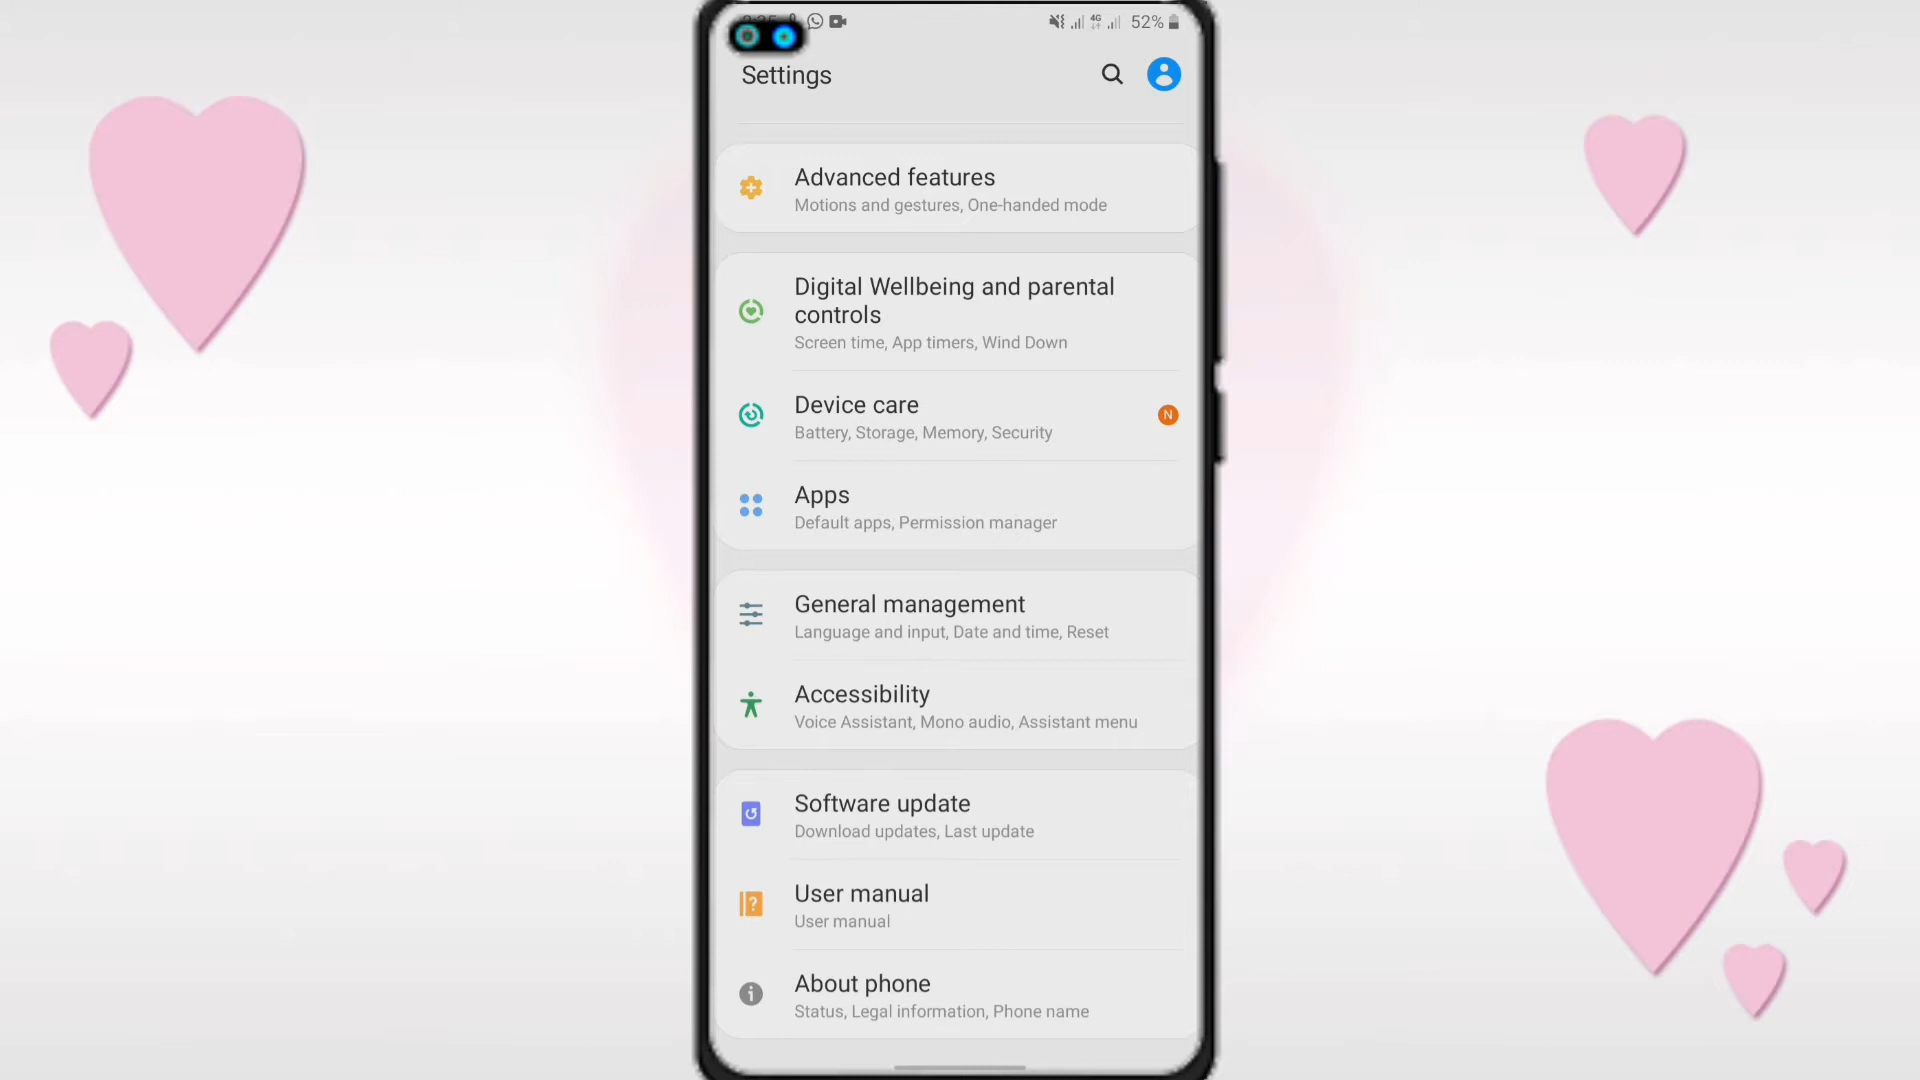 4G 52%
Settings
Advanced features
Motions and gestures, One-handed mode
Digital Wellbeing and parental
controls
Screen time, App timers, Wind Down
Device care
N
Battery, Storage, Memory, Security
Apps
Default apps, Permission manager
General management
Language and input, Date and time, Reset
Accessibility
Voice Assistant, Mono audio, Assistant menu
Software update
Download updates, Last update
User manual
User manual
About phone
Status, Legal information, Phone name